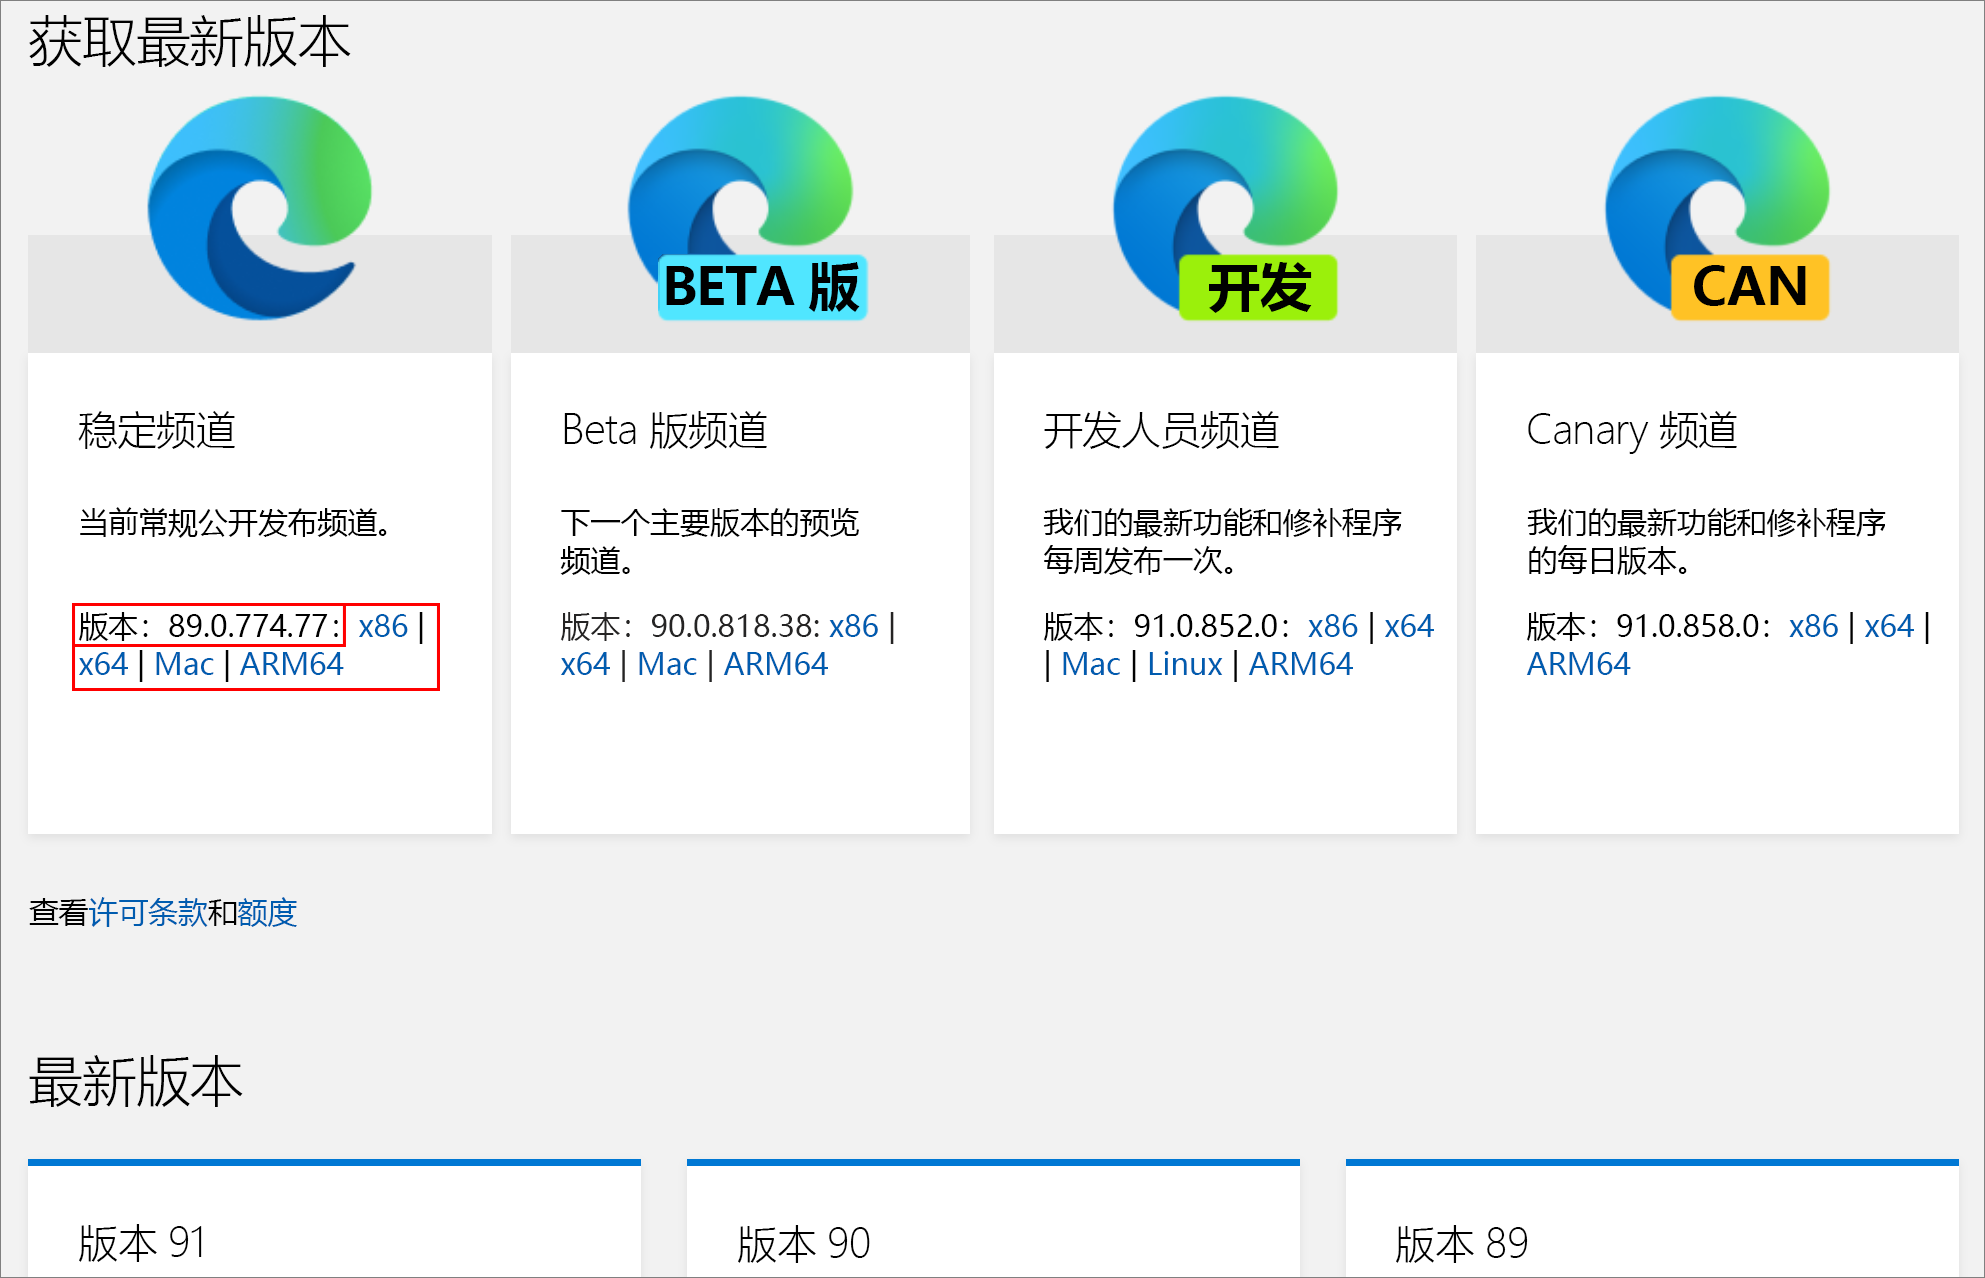 获取最新版本
BETA 版
开发
CAN
稳定频道
当前常规公开发布频道。
版本：89.0.774.77: x86 |
x64 | Mac | ARM64
Beta 版频道
下一个主要版本的预览
频道。
版本：90.0.818.38: x86 |
x64 | Mac | ARM64
开发人员频道
我们的最新功能和修补程序
每周发布一次。
版本：91.0.852.0：x86 | x64
| Mac | Linux | ARM64
Canary 频道
我们的最新功能和修补程序
的每日版本。
版本：91.0.858.0：x86 | x64 |
ARM64
查看许可条款和额度
最新版本
版本 91
版本 90
版本 89